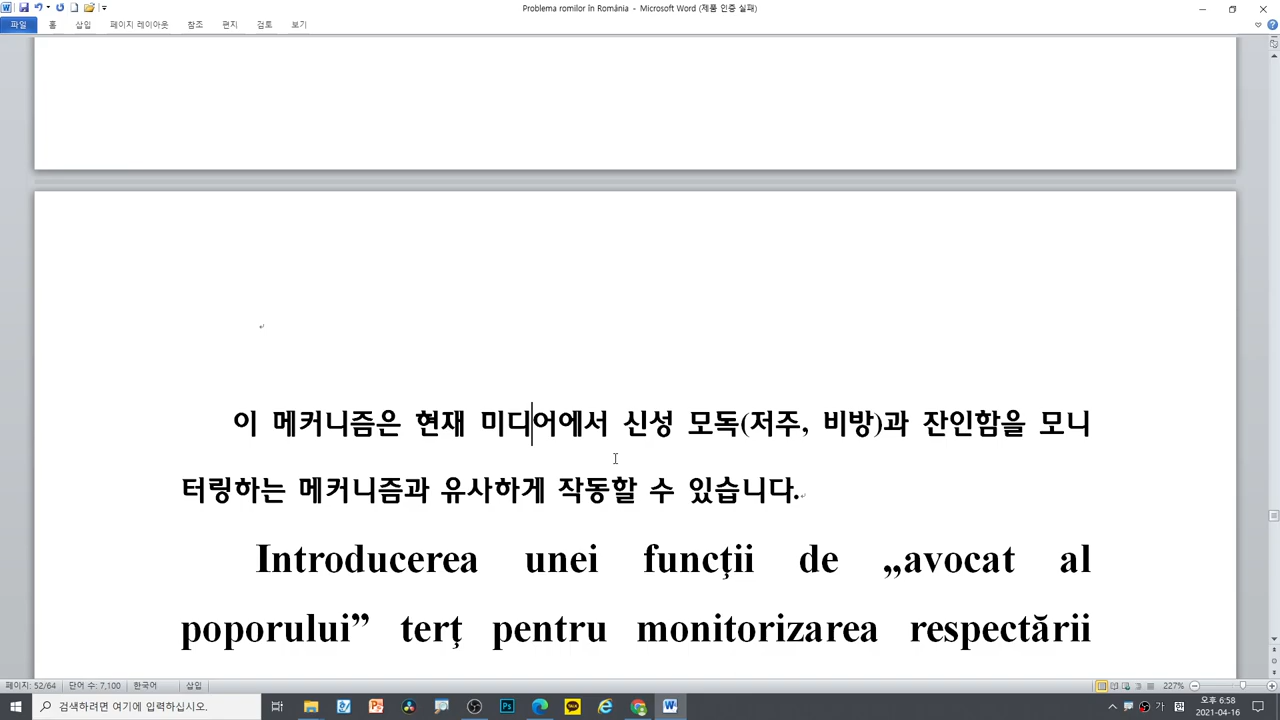 Problema romilor în România - Microsoft Word (제품 인증 실패)
파일 홈 삽입 페이지 레이아웃 참조 편지 검토 보기
이 메커니즘은 현재 미디어에서 신성 모독(저주, 비방)과 잔인함을 모니
터링하는 메커니즘과 유사하게 작동할 수 있습니다.
Introducerea unei funcţii de „avocat al
poporului” terţ pentru monitorizarea respectării
페이지: 52/64 단어 수: 7,100 한국어 삽입 227%
검색하려면 여기에 입력하십시오. 가 오후 6:58
2021-04-16